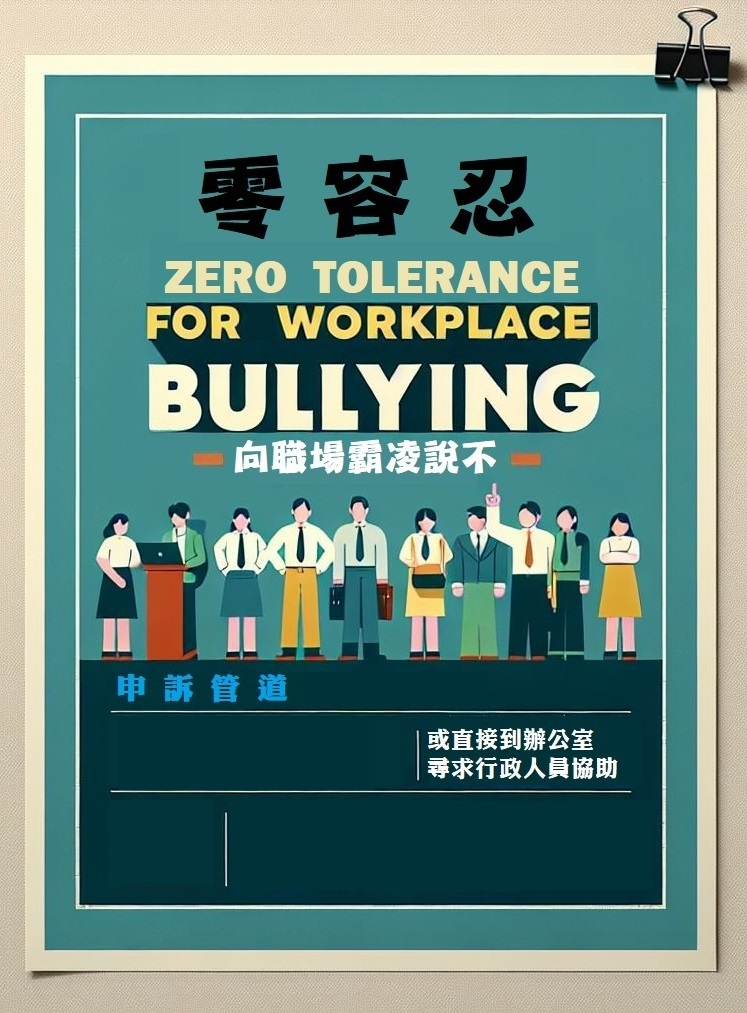 零容忍
ZERO TOLERANCE
FOR WORKPLACE
BULLYING
向職場霸凌說不
申訴管道
或直接到辦公室
尋求行政人員協助